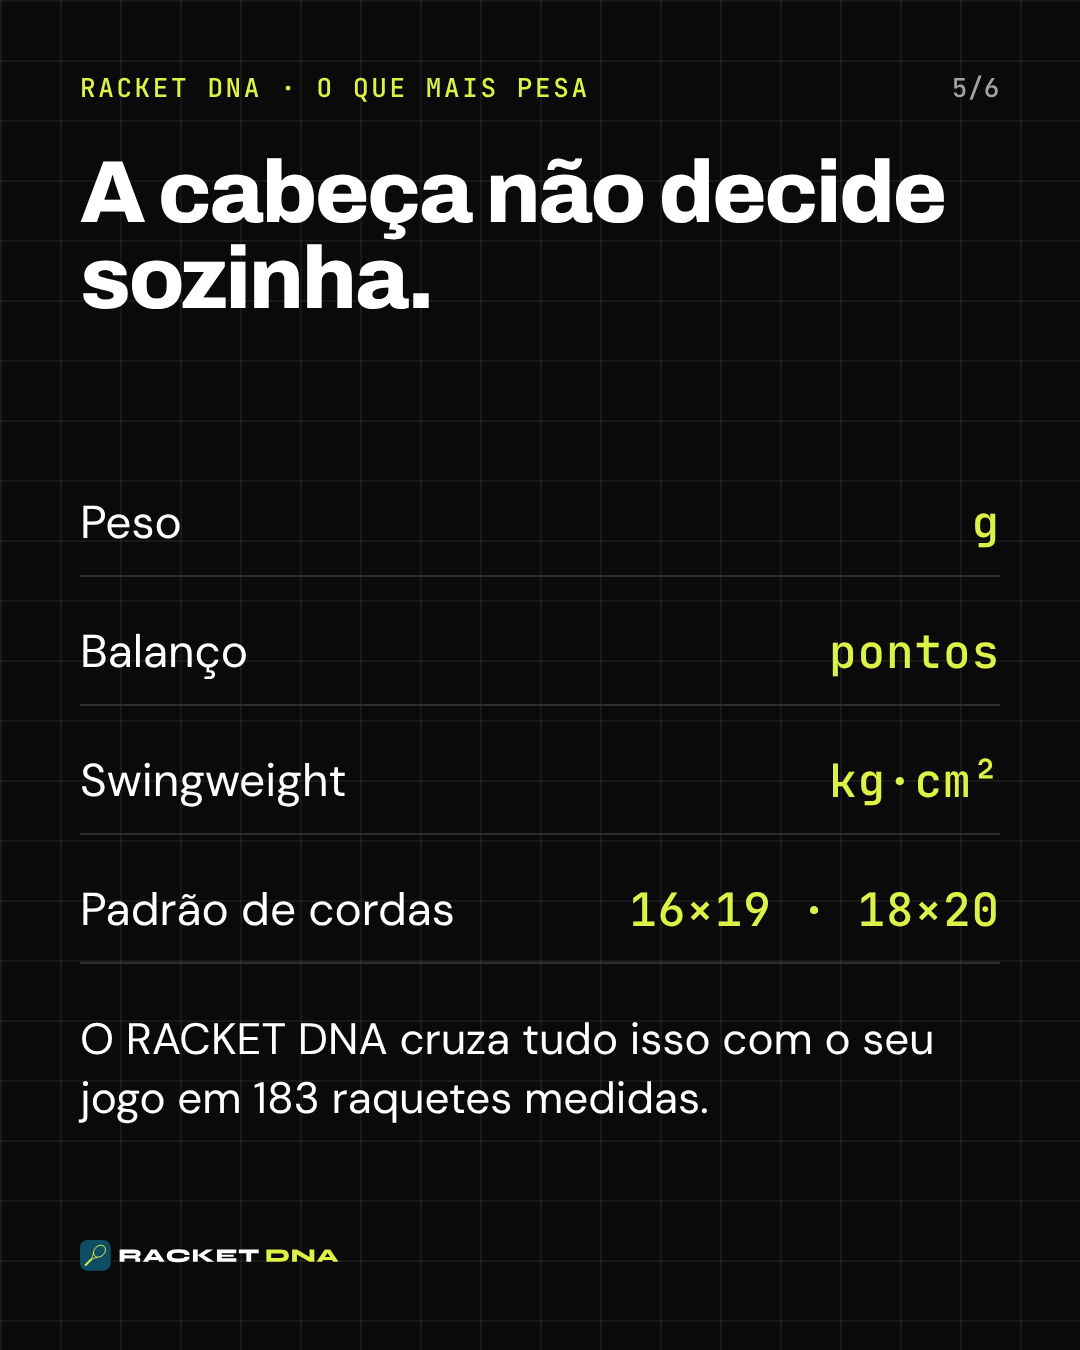 RACKET DNA · O QUE MAIS PESA
5/6
A cabeça não decide
sozinha.
Peso
g
Balanço
pontos
Swingweight
kg·cm²
Padrão de cordas
16×19 · 18×20
O RACKET DNA cruza tudo isso com o seu
jogo em 183 raquetes medidas.
RACKET DNA